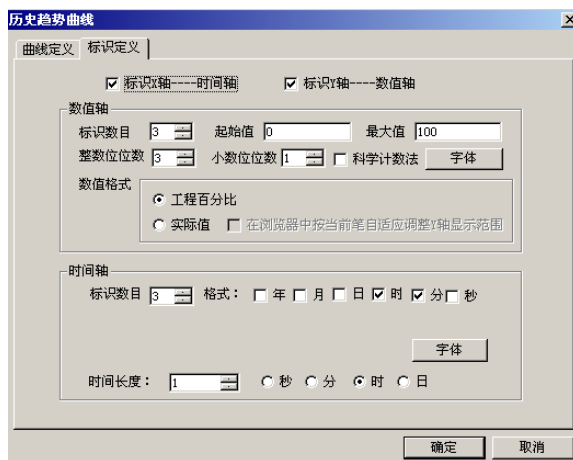 历史趋势曲线
曲线定义 标识定义
标识X轴----时间轴 标识Y轴----数值轴
数值轴
标识数目 3 起始值 0 最大值 100
整数位位数 3 小数位位数 1 科学计数法 字体
数值格式
工程百分比
实际值 在浏览器中按当前笔自适应调整Y轴显示范围
时间轴
标识数目 3 格式： 年 月 日 时 分 秒
字体
时间长度： 1 秒 分 时 日
确定 取消